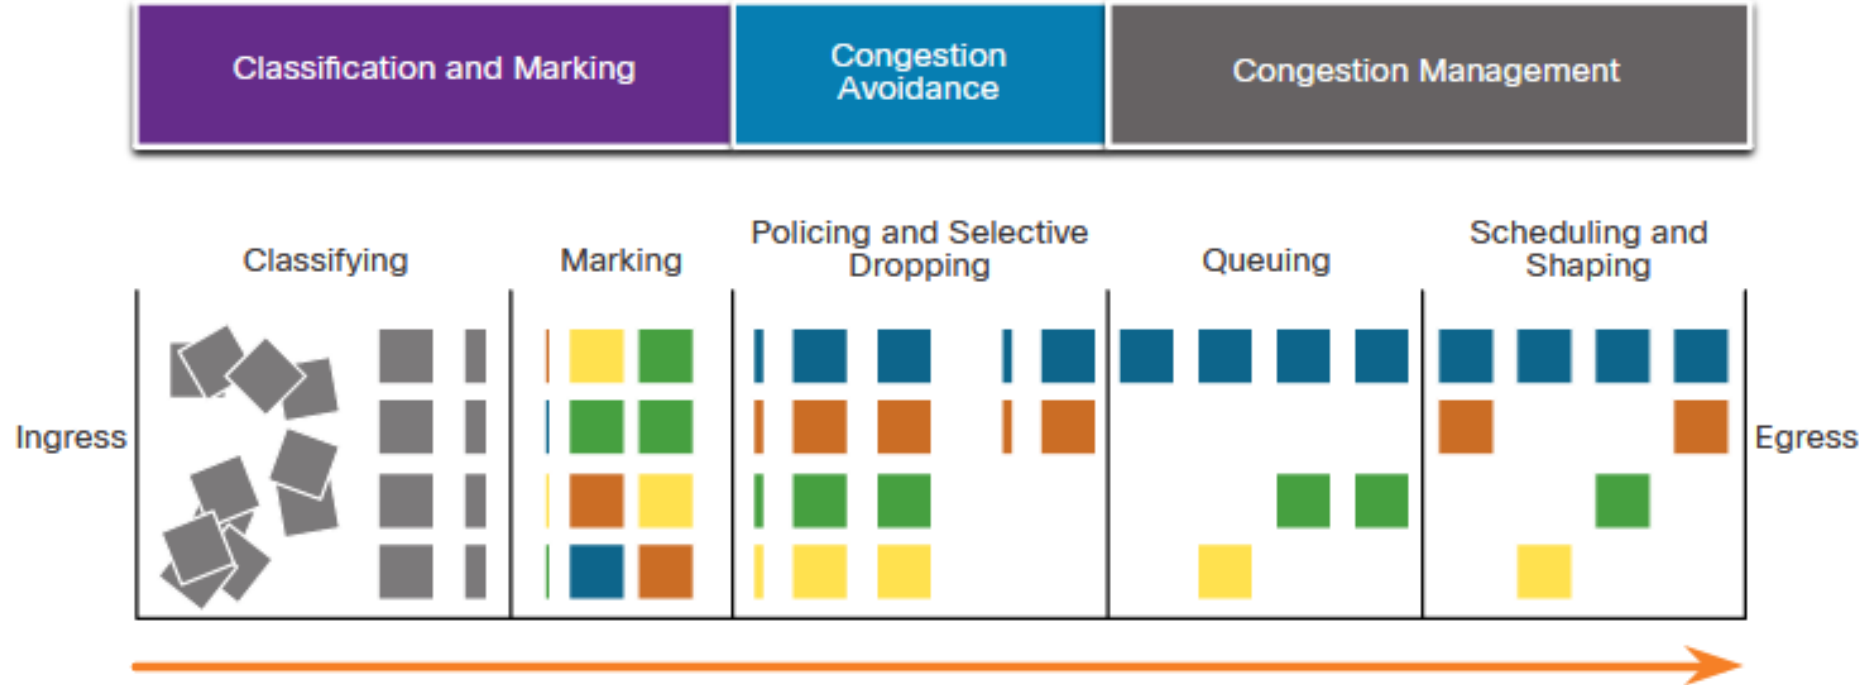 Classification and Marking
Congestion
Avoidance
Congestion Management
Classifying
Marking
Policing and Selective
Dropping
Queuing
Scheduling and
Shaping
Ingress
Egress